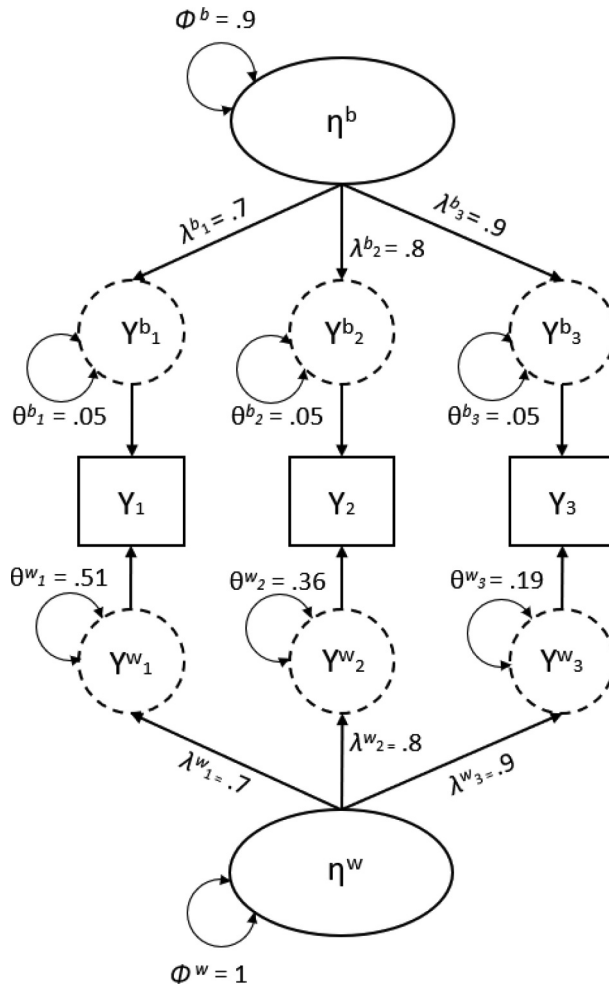 Φᵇ = .9
ηᵇ
λᵇ₁ = .7
λᵇ₂ = .8
λᵇ₃ = .9
Yᵇ₁
Yᵇ₂
Yᵇ₃
θᵇ₁ = .05
θᵇ₂ = .05
θᵇ₃ = .05
Y₁
Y₂
Y₃
θʷ₁ = .51
θʷ₂ = .36
θʷ₃ = .19
Yʷ₁
Yʷ₂
Yʷ₃
λʷ₁₌ .7
λʷ₂₌ .8
λʷ₃₌ .9
ηʷ
Φʷ = 1